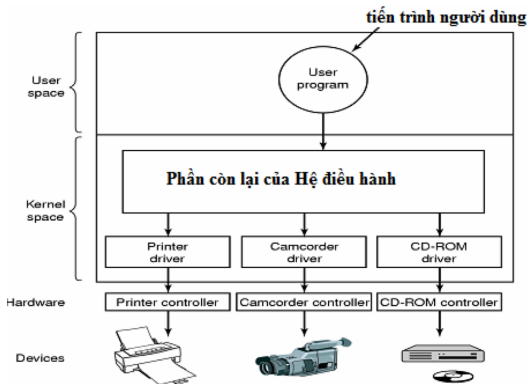 tiến trình người dùng
User
space
User
program
Phần còn lại của Hệ điều hành
Kernel
space
Printer
driver
Camcorder
driver
CD-ROM
driver
Hardware
Printer controller
Camcorder controller
CD-ROM controller
Devices